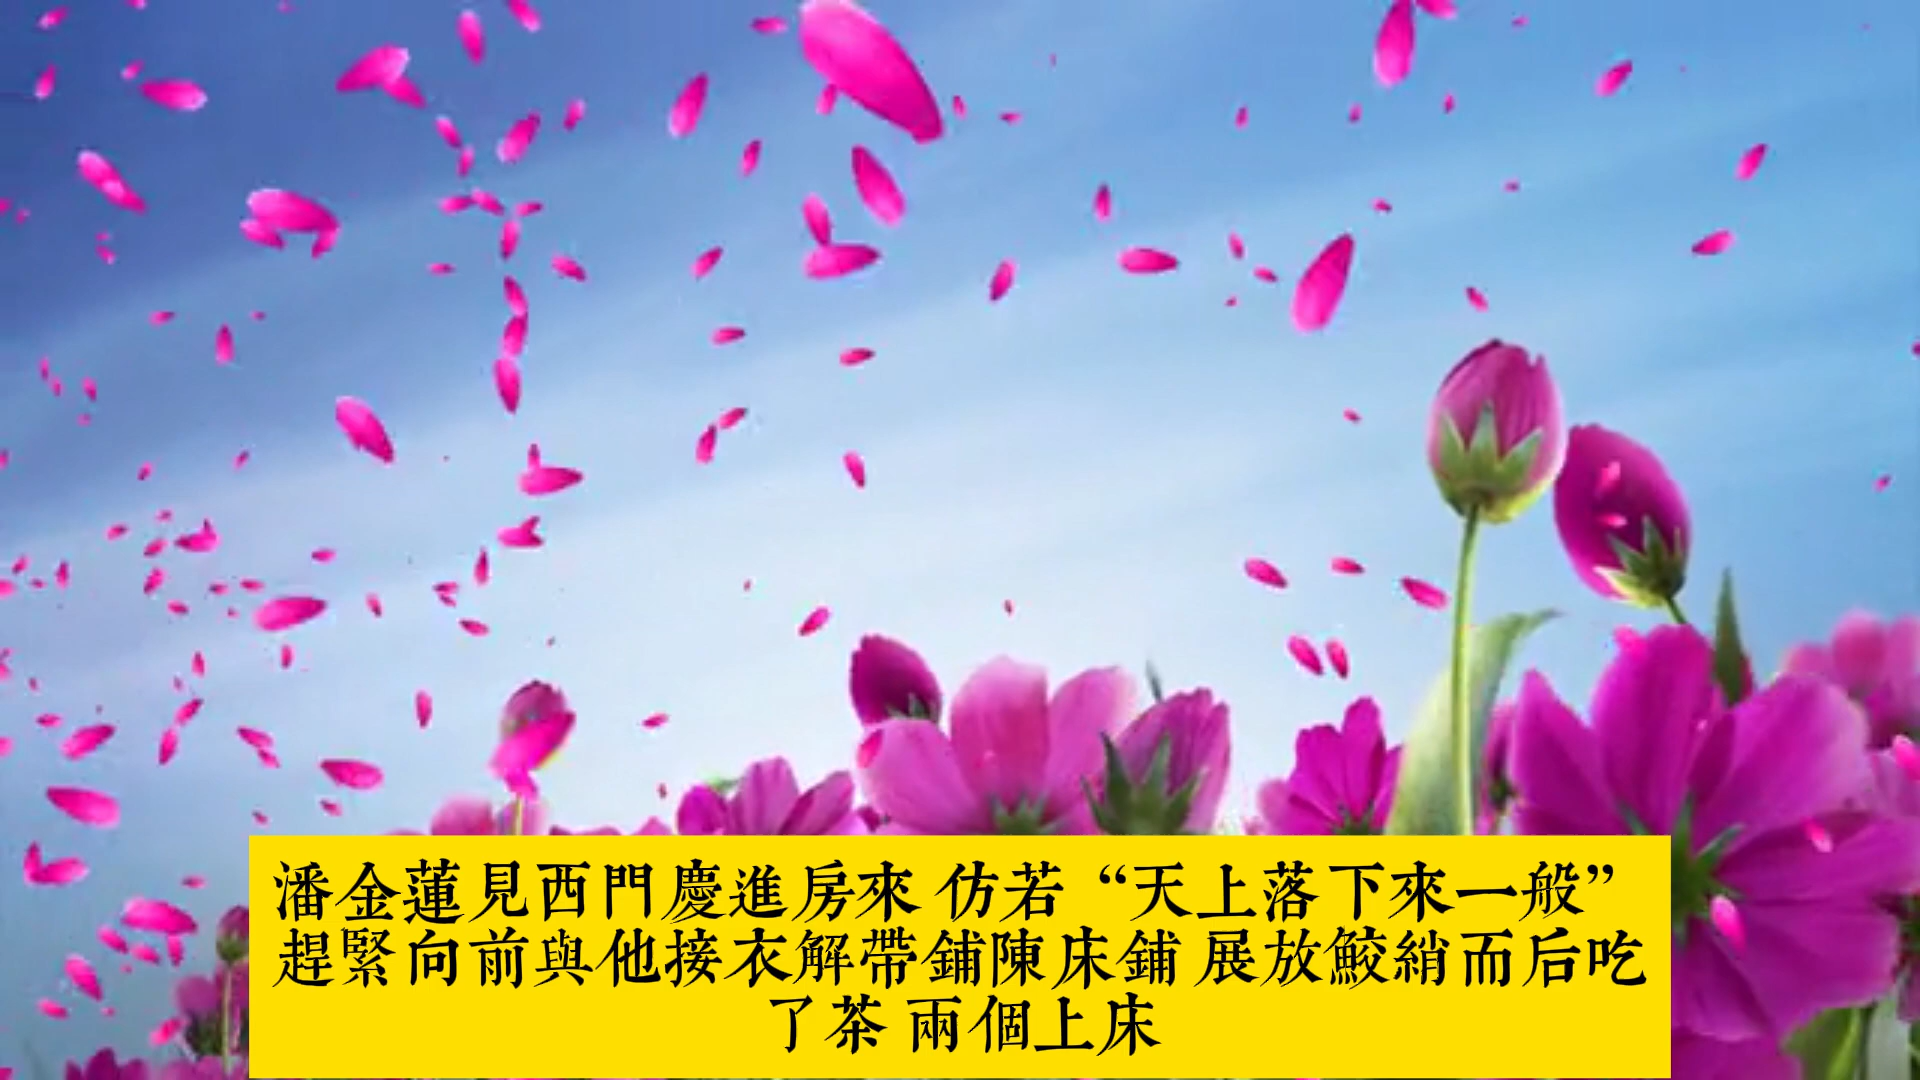 潘金蓮見西門慶進房來 仿若“天上落下來一般”
趕緊向前與他接衣解帶鋪陳床鋪 展放鮫綃而后吃
了茶 兩個上床